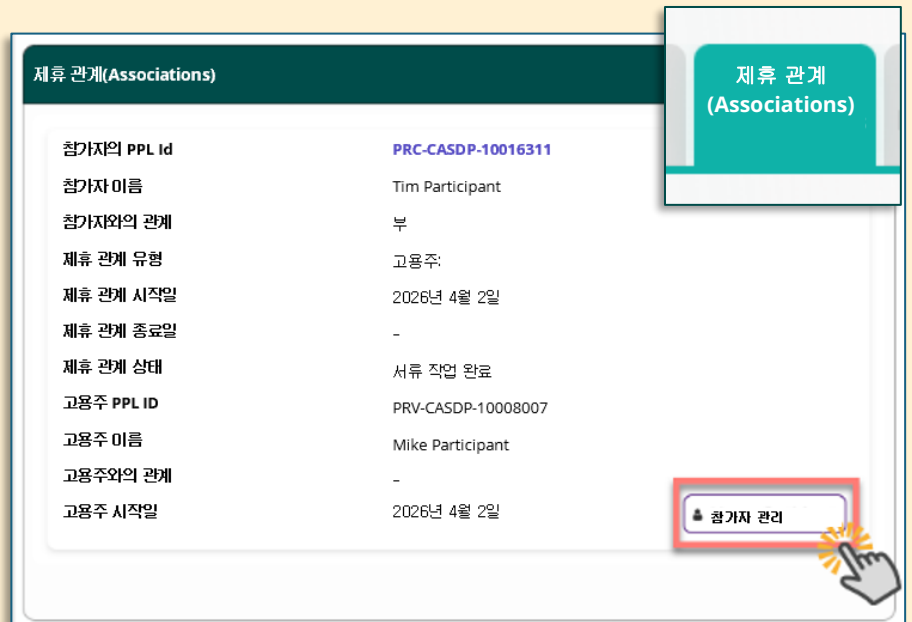 제휴 관계(Associations)
제휴 관계
(Associations)
참가자의 PPL Id PRC-CASDP-10016311
참가자 이름 Tim Participant
참가자와의 관계 부
제휴 관계 유형 고용주:
제휴 관계 시작일 2026년 4월 2일
제휴 관계 종료일 –
제휴 관계 상태 서류 작업 완료
고용주 PPL ID PRV-CASDP-10008007
고용주 이름 Mike Participant
고용주와의 관계 –
고용주 시작일 2026년 4월 2일
참가자 관리